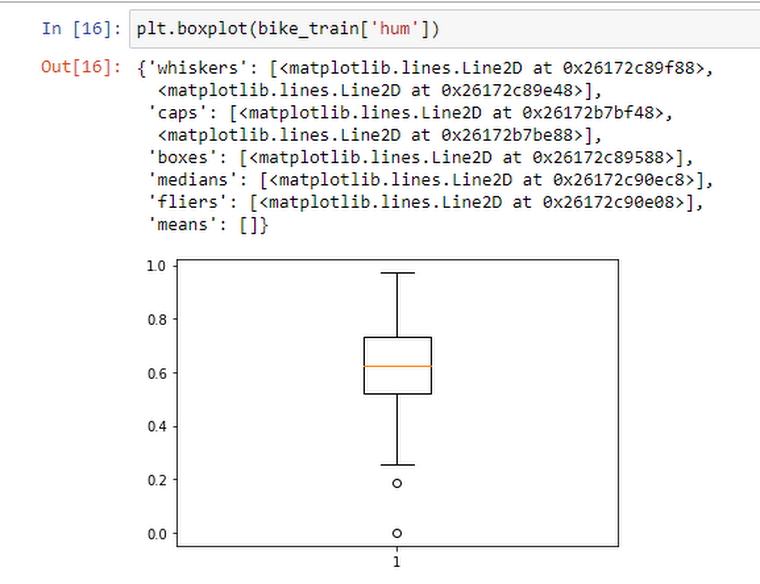 In [16]: plt.boxplot(bike_train['hum'])
Out[16]: {'whiskers': [<matplotlib.lines.Line2D at 0x26172c89f88>,
<matplotlib.lines.Line2D at 0x26172c89e48>],
'caps': [<matplotlib.lines.Line2D at 0x26172b7bf48>,
<matplotlib.lines.Line2D at 0x26172b7be88>],
'boxes': [<matplotlib.lines.Line2D at 0x26172c89588>],
'medians': [<matplotlib.lines.Line2D at 0x26172c90ec8>],
'fliers': [<matplotlib.lines.Line2D at 0x26172c90e08>],
'means': []}
1.0
0.8
0.6
0.4
0.2
0.0
1